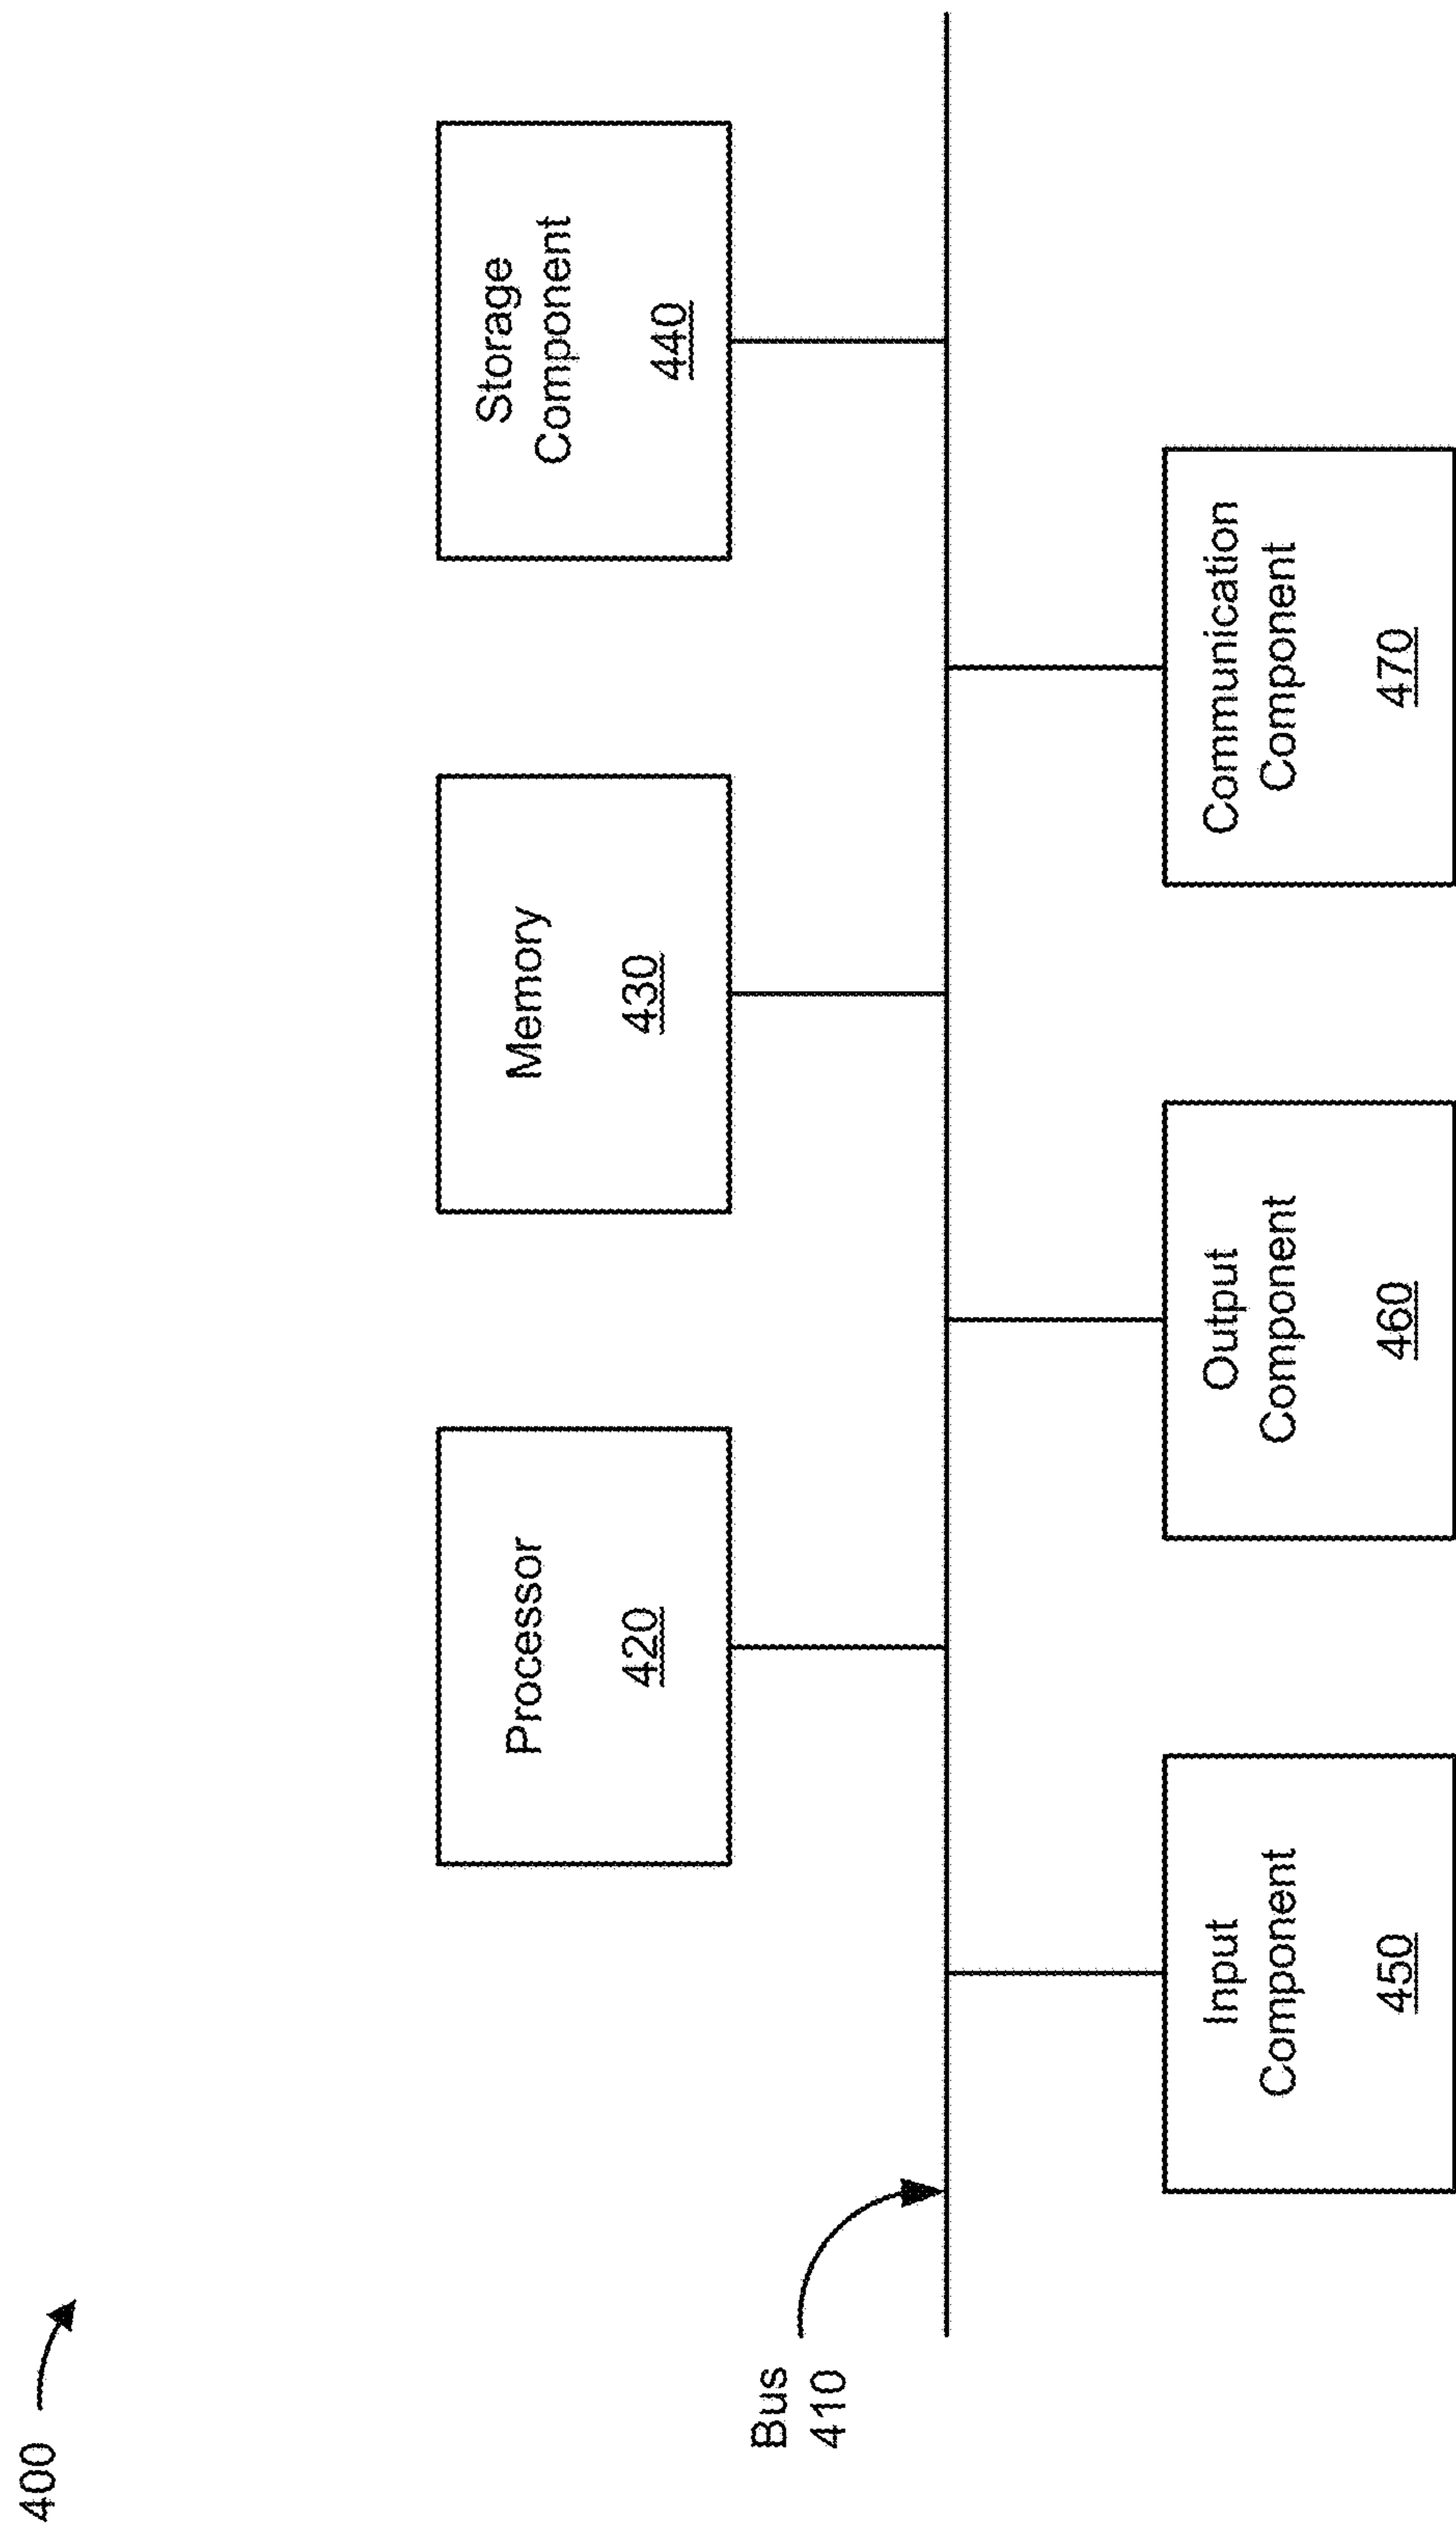 400
Processor
420
Memory
430
Storage
Component
440
Bus
410
Input
Component
450
Output
Component
460
Communication
Component
470